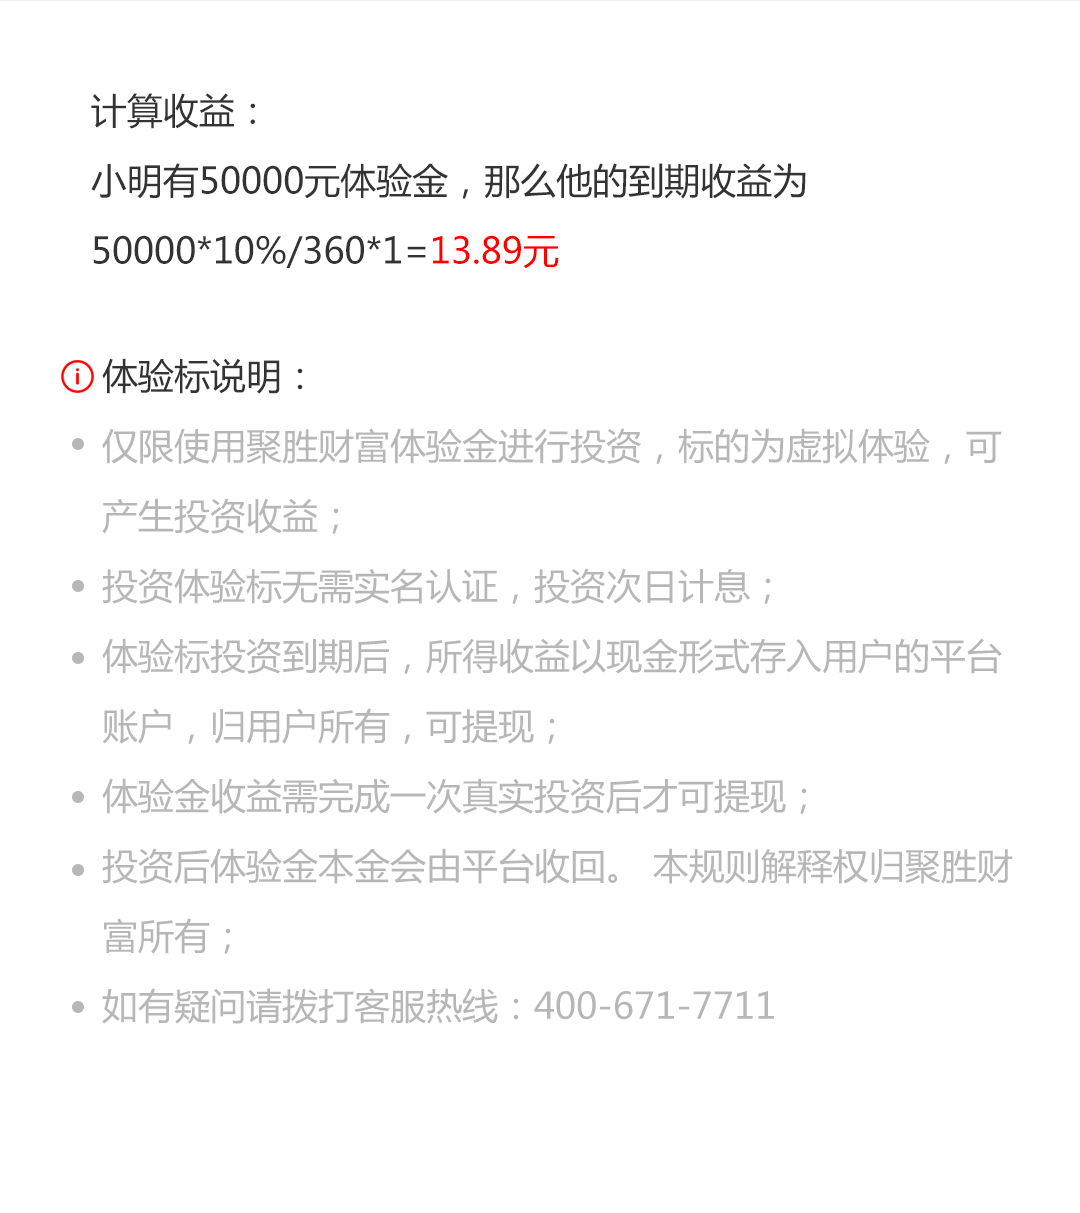 计算收益：
小明有50000元体验金，那么他的到期收益为
50000*10%/360*1=13.89元
体验标说明：
仅限使用聚胜财富体验金进行投资，标的为虚拟体验，可
产生投资收益；
投资体验标无需实名认证，投资次日计息；
体验标投资到期后，所得收益以现金形式存入用户的平台
账户，归用户所有，可提现；
体验金收益需完成一次真实投资后才可提现；
投资后体验金本金会由平台收回。 本规则解释权归聚胜财
富所有；
如有疑问请拨打客服热线：400-671-7711